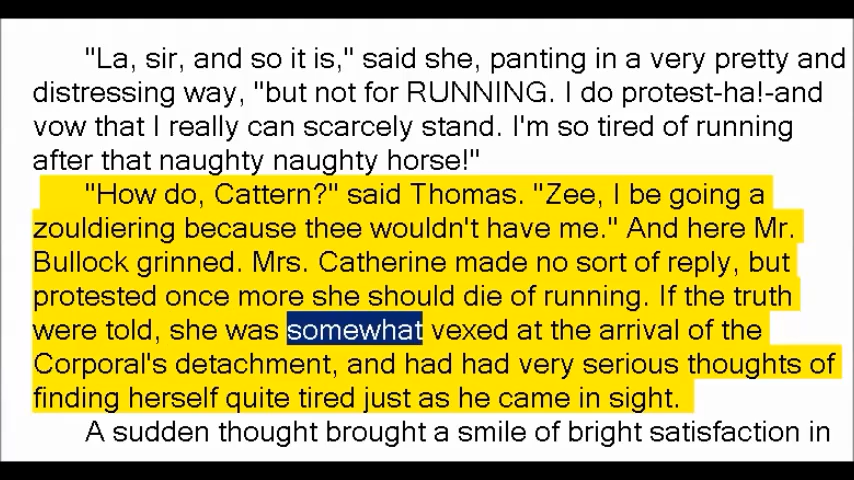 "La, sir, and so it is," said she, panting in a very pretty and
distressing way, "but not for RUNNING. I do protest-ha!-and
vow that I really can scarcely stand. I'm so tired of running
after that naughty naughty horse!"
"How do, Cattern?" said Thomas. "Zee, I be going a
zouldiering because thee wouldn't have me." And here Mr.
Bullock grinned. Mrs. Catherine made no sort of reply, but
protested once more she should die of running. If the truth
were told, she was somewhat vexed at the arrival of the
Corporal's detachment, and had had very serious thoughts of
finding herself quite tired just as he came in sight.
A sudden thought brought a smile of bright satisfaction in